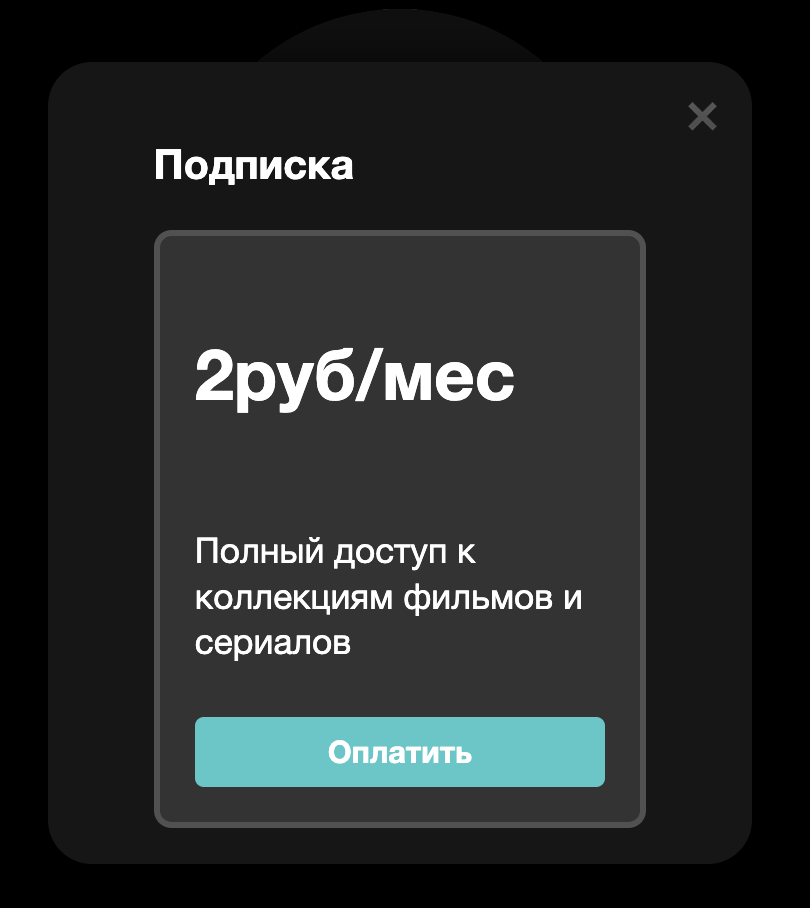 Подписка
2руб/мес
Полный доступ к
коллекциям фильмов и
сериалов
Оплатить